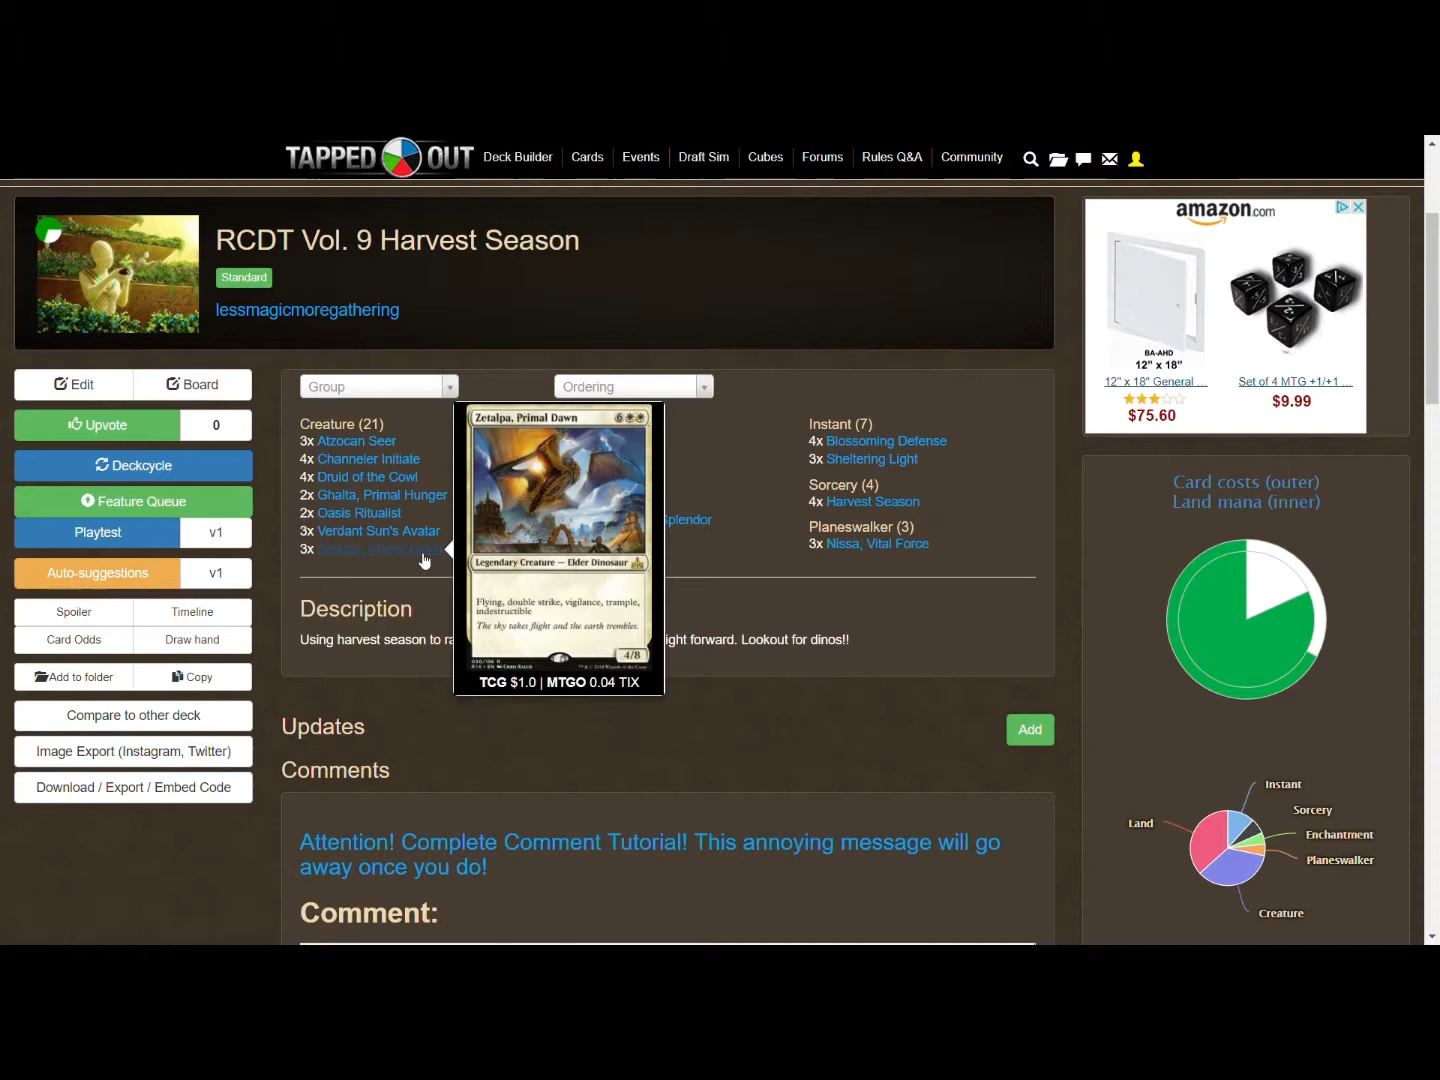 TAPPED OUT Deck Builder Cards Events Draft Sim Cubes Forums Rules Q&A Community
RCDT Vol. 9 Harvest Season
Standard
lessmagicmoregathering
Edit Board
Upvote 0
Deckcycle
Feature Queue
Playtest v1
Auto-suggestions v1
Spoiler Timeline
Card Odds Draw hand
Add to folder Copy
Compare to other deck
Image Export (Instagram, Twitter)
Download / Export / Embed Code
Group Ordering
Creature (21)
3x Atzocan Seer
4x Channeler Initiate
4x Druid of the Cowl
2x Ghalta, Primal Hunger
2x Oasis Ritualist
3x Verdant Sun's Avatar
3x Zetalpa, Primal
Zetalpa, Primal Dawn 6
Legendary Creature — Elder Dinosaur
Flying, double strike, vigilance, trample,
indestructible
The sky takes flight and the earth trembles.
4/8
TCG $1.0 | MTGO 0.04 TIX
Splendor
Instant (7)
4x Blossoming Defense
3x Sheltering Light
Sorcery (4)
4x Harvest Season
Planeswalker (3)
3x Nissa, Vital Force
Description
Using harvest season to ight forward. Lookout for dinos!!
Updates
Add
Comments
Attention! Complete Comment Tutorial! This annoying message will go
away once you do!
Comment:
amazon.com
BA-AHD
12" x 18"
12" x 18" General ...
$75.60
Set of 4 MTG +1/+1 ...
$9.99
Card costs (outer)
Land mana (inner)
Instant
Sorcery
Land
Enchantment
Planeswalker
Creature